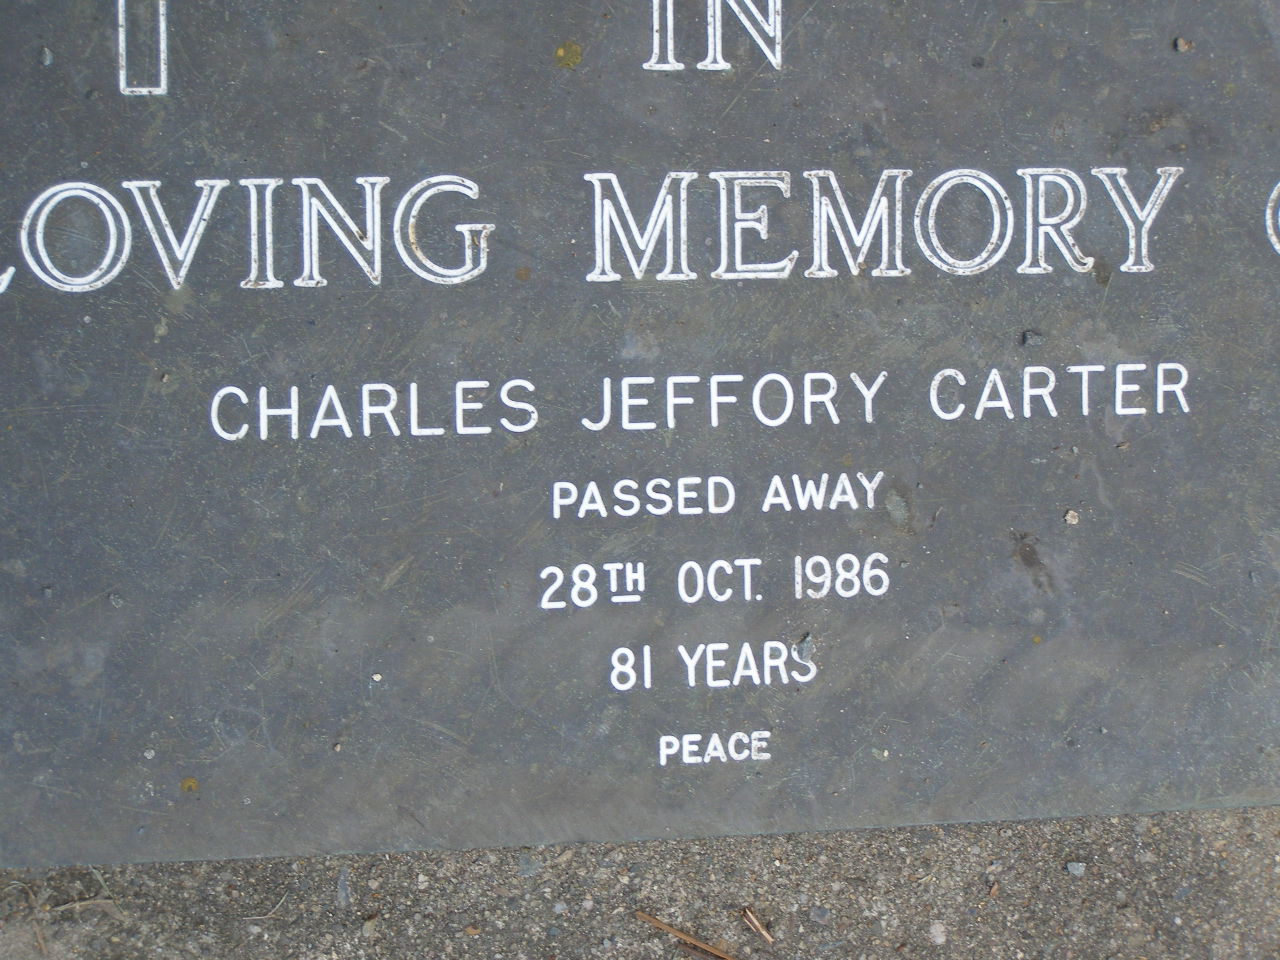 IN
LOVING MEMORY O
CHARLES JEFFORY CARTER
PASSED AWAY
28TH OCT. 1986
81 YEARS
PEACE